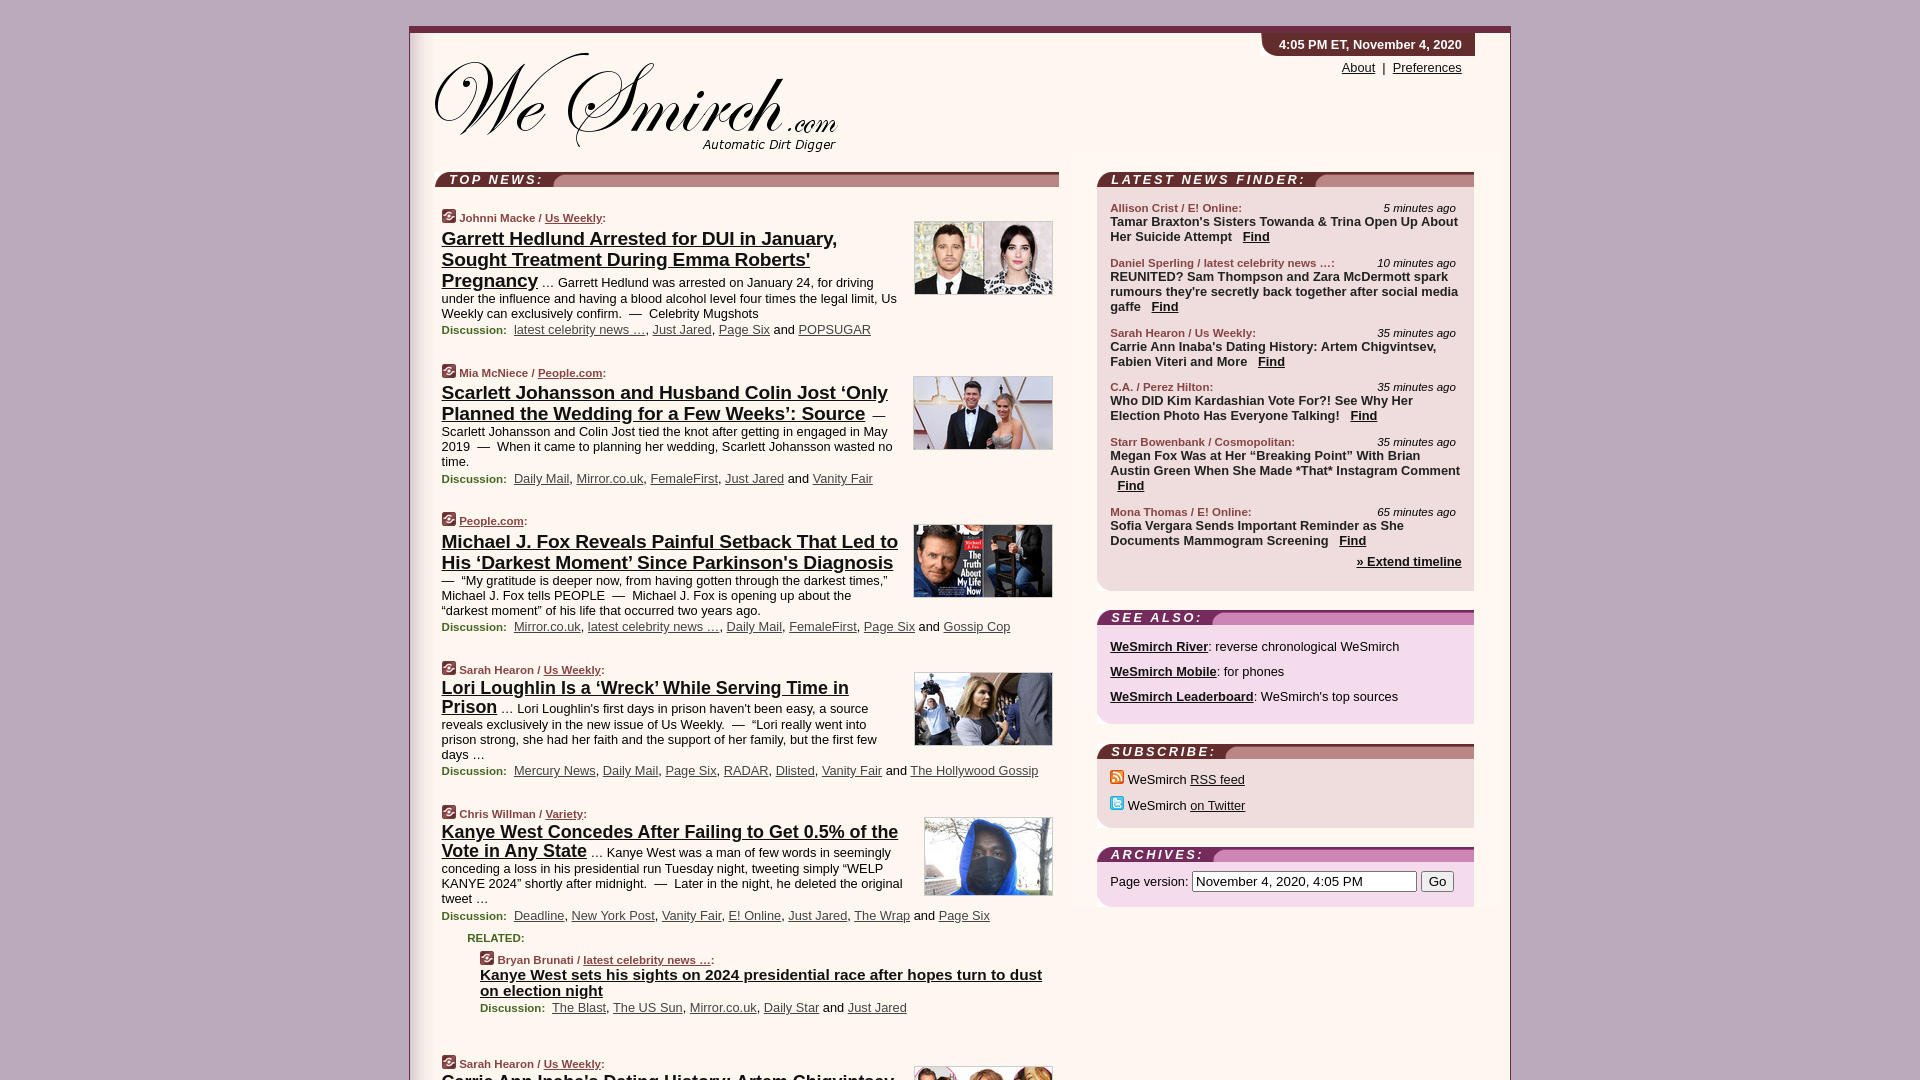 4:05 PM ET, November 4, 2020
About | Preferences
We Smirch.com
Automatic Dirt Digger
TOP NEWS:
Johnni Macke / Us Weekly:
Garrett Hedlund Arrested for DUI in January,
Sought Treatment During Emma Roberts'
Pregnancy … Garrett Hedlund was arrested on January 24, for driving
under the influence and having a blood alcohol level four times the legal limit, Us
Weekly can exclusively confirm. — Celebrity Mugshots
Discussion: latest celebrity news …, Just Jared, Page Six and POPSUGAR
Mia McNiece / People.com:
Scarlett Johansson and Husband Colin Jost ‘Only
Planned the Wedding for a Few Weeks’: Source —
Scarlett Johansson and Colin Jost tied the knot after getting in engaged in May
2019 — When it came to planning her wedding, Scarlett Johansson wasted no
time.
Discussion: Daily Mail, Mirror.co.uk, FemaleFirst, Just Jared and Vanity Fair
People.com:
Michael J. Fox Reveals Painful Setback That Led to
His ‘Darkest Moment’ Since Parkinson's Diagnosis
— “My gratitude is deeper now, from having gotten through the darkest times,”
Michael J. Fox tells PEOPLE — Michael J. Fox is opening up about the
“darkest moment” of his life that occurred two years ago.
Discussion: Mirror.co.uk, latest celebrity news …, Daily Mail, FemaleFirst, Page Six and Gossip Cop
The
Truth
About
My Life
Now
Sarah Hearon / Us Weekly:
Lori Loughlin Is a ‘Wreck’ While Serving Time in
Prison … Lori Loughlin's first days in prison haven't been easy, a source
reveals exclusively in the new issue of Us Weekly. — “Lori really went into
prison strong, she had her faith and the support of her family, but the first few
days …
Discussion: Mercury News, Daily Mail, Page Six, RADAR, Dlisted, Vanity Fair and The Hollywood Gossip
Chris Willman / Variety:
Kanye West Concedes After Failing to Get 0.5% of the
Vote in Any State … Kanye West was a man of few words in seemingly
conceding a loss in his presidential run Tuesday night, tweeting simply “WELP
KANYE 2024” shortly after midnight. — Later in the night, he deleted the original
tweet …
Discussion: Deadline, New York Post, Vanity Fair, E! Online, Just Jared, The Wrap and Page Six
RELATED:
Bryan Brunati / latest celebrity news …:
Kanye West sets his sights on 2024 presidential race after hopes turn to dust
on election night
Discussion: The Blast, The US Sun, Mirror.co.uk, Daily Star and Just Jared
Sarah Hearon / Us Weekly:
Carrie Ann Inaba's Dating History: Artem Chigvintsev,
LATEST NEWS FINDER:
Allison Crist / E! Online: 5 minutes ago
Tamar Braxton's Sisters Towanda & Trina Open Up About
Her Suicide Attempt Find
Daniel Sperling / latest celebrity news …: 10 minutes ago
REUNITED? Sam Thompson and Zara McDermott spark
rumours they're secretly back together after social media
gaffe Find
Sarah Hearon / Us Weekly: 35 minutes ago
Carrie Ann Inaba's Dating History: Artem Chigvintsev,
Fabien Viteri and More Find
C.A. / Perez Hilton: 35 minutes ago
Who DID Kim Kardashian Vote For?! See Why Her
Election Photo Has Everyone Talking! Find
Starr Bowenbank / Cosmopolitan: 35 minutes ago
Megan Fox Was at Her “Breaking Point” With Brian
Austin Green When She Made *That* Instagram Comment
Find
Mona Thomas / E! Online: 65 minutes ago
Sofia Vergara Sends Important Reminder as She
Documents Mammogram Screening Find
» Extend timeline
SEE ALSO:
WeSmirch River: reverse chronological WeSmirch
WeSmirch Mobile: for phones
WeSmirch Leaderboard: WeSmirch's top sources
SUBSCRIBE:
WeSmirch RSS feed
WeSmirch on Twitter
ARCHIVES:
Page version: November 4, 2020, 4:05 PM Go